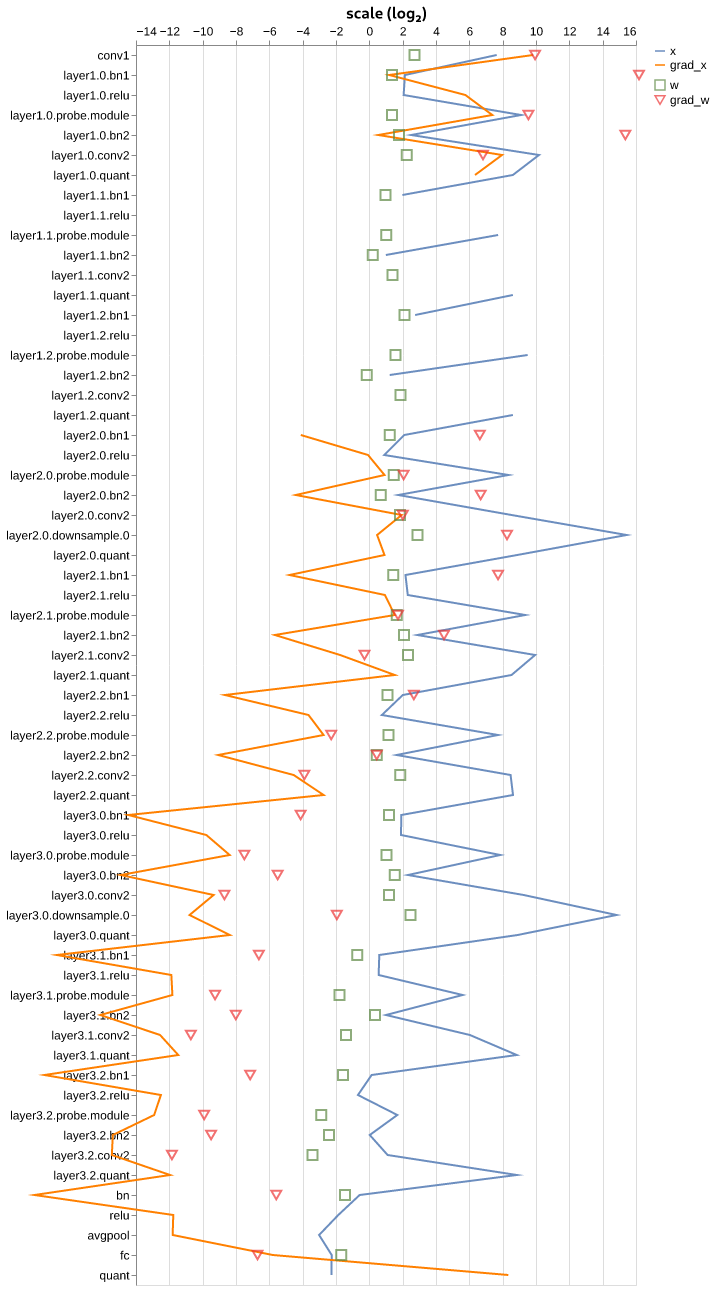 scale (log₂)
−14 −12 −10 −8 −6 −4 −2 0 2 4 6 8 10 12 14 16
x
grad_x
w
grad_w
conv1
layer1.0.bn1
layer1.0.relu
layer1.0.probe.module
layer1.0.bn2
layer1.0.conv2
layer1.0.quant
layer1.1.bn1
layer1.1.relu
layer1.1.probe.module
layer1.1.bn2
layer1.1.conv2
layer1.1.quant
layer1.2.bn1
layer1.2.relu
layer1.2.probe.module
layer1.2.bn2
layer1.2.conv2
layer1.2.quant
layer2.0.bn1
layer2.0.relu
layer2.0.probe.module
layer2.0.bn2
layer2.0.conv2
layer2.0.downsample.0
layer2.0.quant
layer2.1.bn1
layer2.1.relu
layer2.1.probe.module
layer2.1.bn2
layer2.1.conv2
layer2.1.quant
layer2.2.bn1
layer2.2.relu
layer2.2.probe.module
layer2.2.bn2
layer2.2.conv2
layer2.2.quant
layer3.0.bn1
layer3.0.relu
layer3.0.probe.module
layer3.0.bn2
layer3.0.conv2
layer3.0.downsample.0
layer3.0.quant
layer3.1.bn1
layer3.1.relu
layer3.1.probe.module
layer3.1.bn2
layer3.1.conv2
layer3.1.quant
layer3.2.bn1
layer3.2.relu
layer3.2.probe.module
layer3.2.bn2
layer3.2.conv2
layer3.2.quant
bn
relu
avgpool
fc
quant